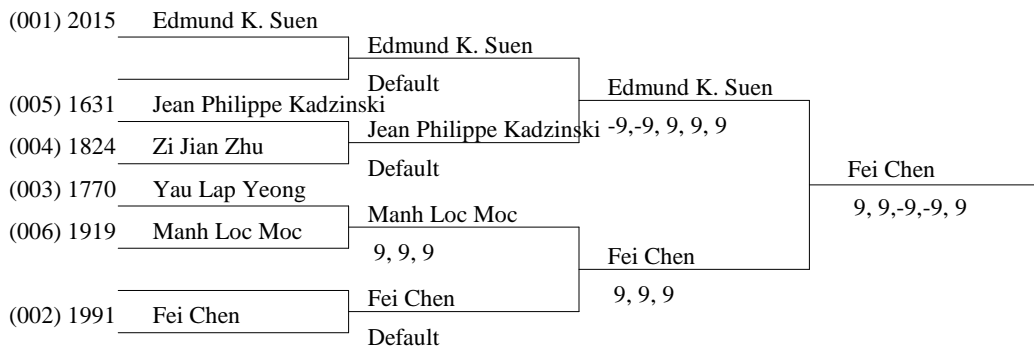 (001) 2015 Edmund K. Suen
Edmund K. Suen
Default
Edmund K. Suen
-9,-9, 9, 9, 9
(005) 1631 Jean Philippe Kadzinski
Jean Philippe Kadzinski
Default
(004) 1824 Zi Jian Zhu
Fei Chen
9, 9,-9,-9, 9
(003) 1770 Yau Lap Yeong
Manh Loc Moc
9, 9, 9
(006) 1919 Manh Loc Moc
Fei Chen
9, 9, 9
Fei Chen
Default
(002) 1991 Fei Chen